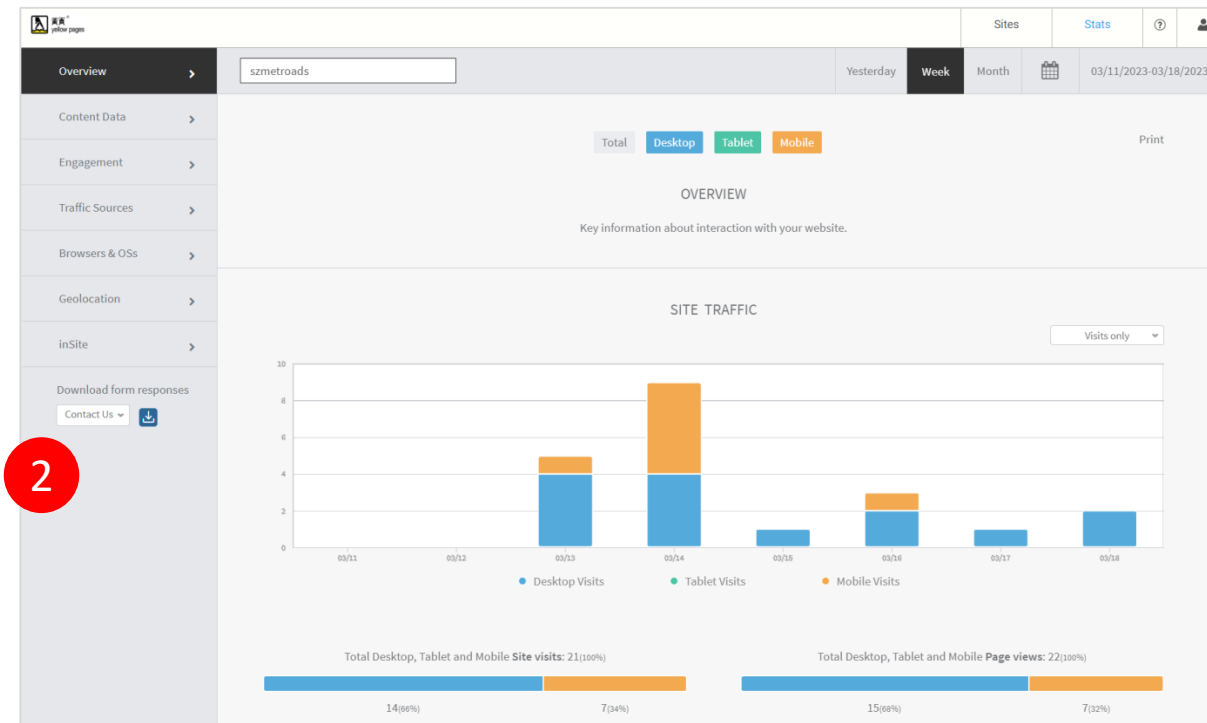 黃頁®
yellow pages
Sites
Stats
?
Overview
szmetroads
Yesterday
Week
Month
03/11/2023-03/18/2023
Content Data
Engagement
Traffic Sources
Browsers & OSs
Geolocation
inSite
Download form responses
Contact Us
2
Total
Desktop
Tablet
Mobile
Print
OVERVIEW
Key information about interaction with your website.
SITE TRAFFIC
Visits only
10
8
6
4
2
0
03/11
03/12
03/13
03/14
03/15
03/16
03/17
03/18
Desktop Visits
Tablet Visits
Mobile Visits
Total Desktop, Tablet and Mobile Site visits: 21(100%)
14(66%)
7(34%)
Total Desktop, Tablet and Mobile Page views: 22(100%)
15(68%)
7(32%)